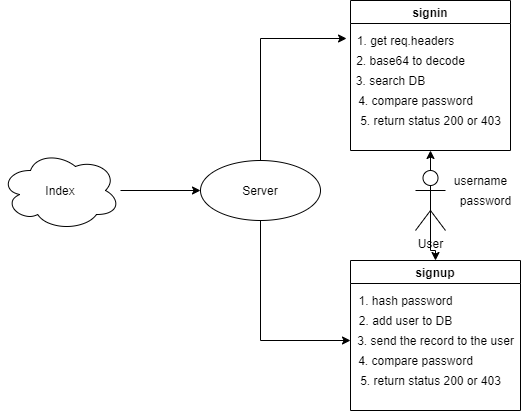 signin
1. get req.headers
2. base64 to decode
3. search DB
4. compare password
5. return status 200 or 403
Index
Server
username
password
User
signup
1. hash password
2. add user to DB
3. send the record to the user
4. compare password
5. return status 200 or 403